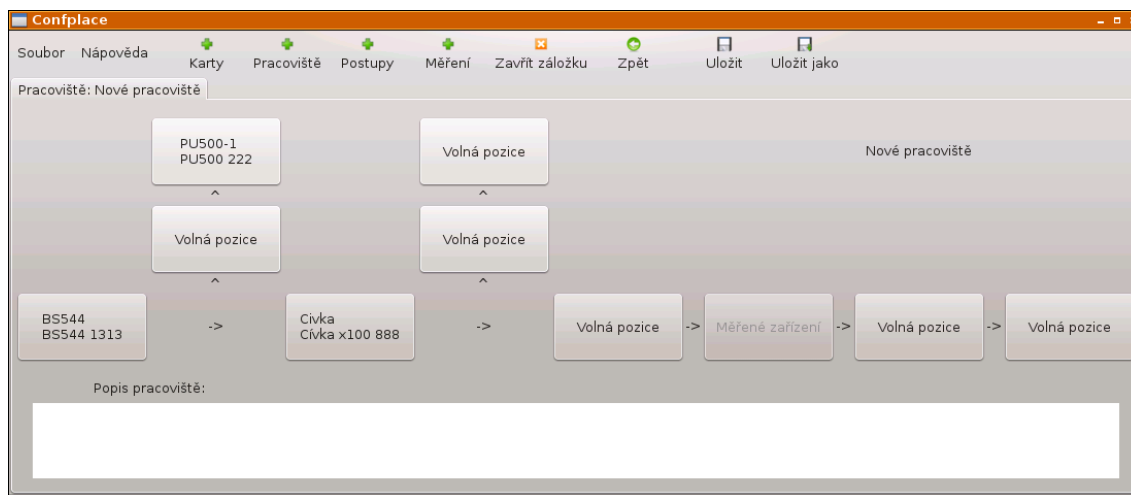 Confplace
Soubor Nápověda Karty Pracoviště Postupy Měření Zavřít záložku Zpět Uložit Uložit jako
Pracoviště: Nové pracoviště
PU500-1
PU500 222
Volná pozice
Nové pracoviště
^ ^
Volná pozice Volná pozice
^ ^
BS544
BS544 1313
->
Civka
Cívka x100 888
->
Volná pozice
->
Měřené zařízení
->
Volná pozice
->
Volná pozice
Popis pracoviště: